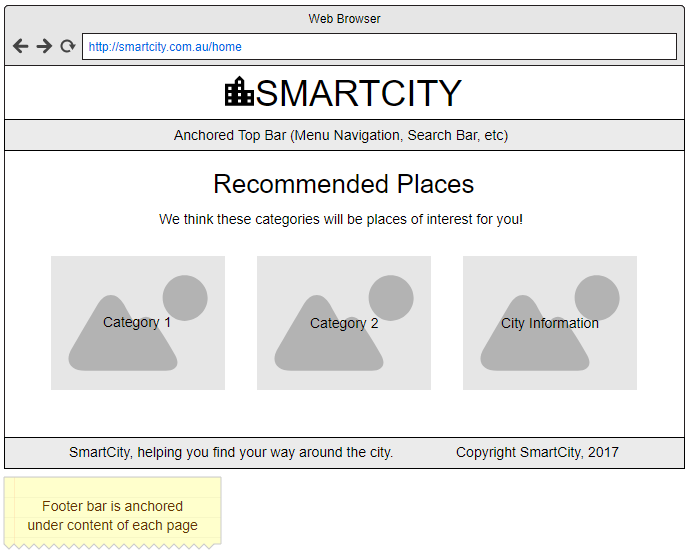 Web Browser
http://smartcity.com.au/home
SMARTCITY
Anchored Top Bar (Menu Navigation, Search Bar, etc)
Recommended Places
We think these categories will be places of interest for you!
Category 1
Category 2
City Information
SmartCity, helping you find your way around the city.
Copyright SmartCity, 2017
Footer bar is anchored
under content of each page